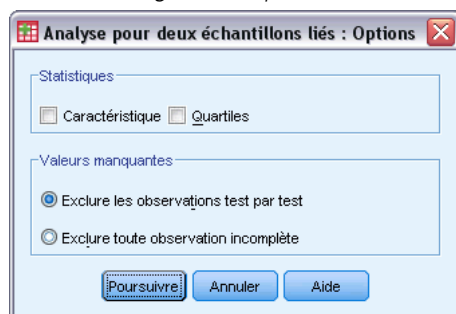 Analyse pour deux échantillons liés : Options
Statistiques
Caractéristique Quartiles
Valeurs manquantes
Exclure les observations test par test
Exclure toute observation incomplète
Poursuivre Annuler Aide